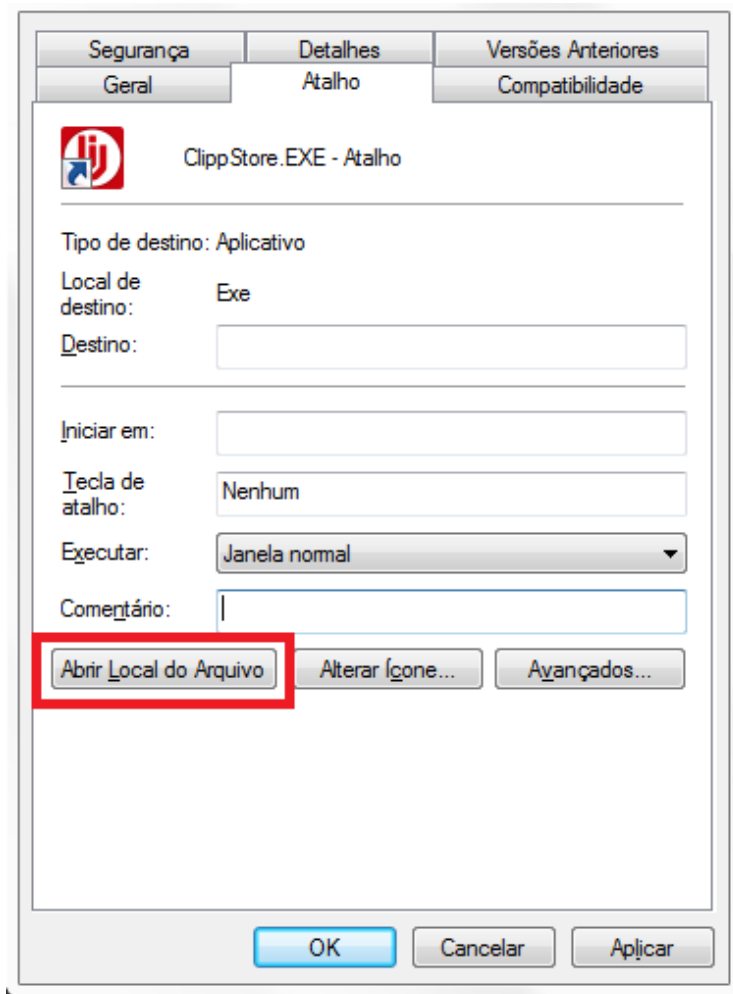 Segurança
Detalhes
Versões Anteriores
Geral
Atalho
Compatibilidade
ClippStore.EXE - Atalho
Tipo de destino: Aplicativo
Local de
destino:
Exe
Destino:
Iniciar em:
Tecla de
atalho:
Nenhum
Executar:
Janela normal
Comentário:
Abrir Local do Arquivo
Alterar Ícone...
Avançados...
OK
Cancelar
Aplicar